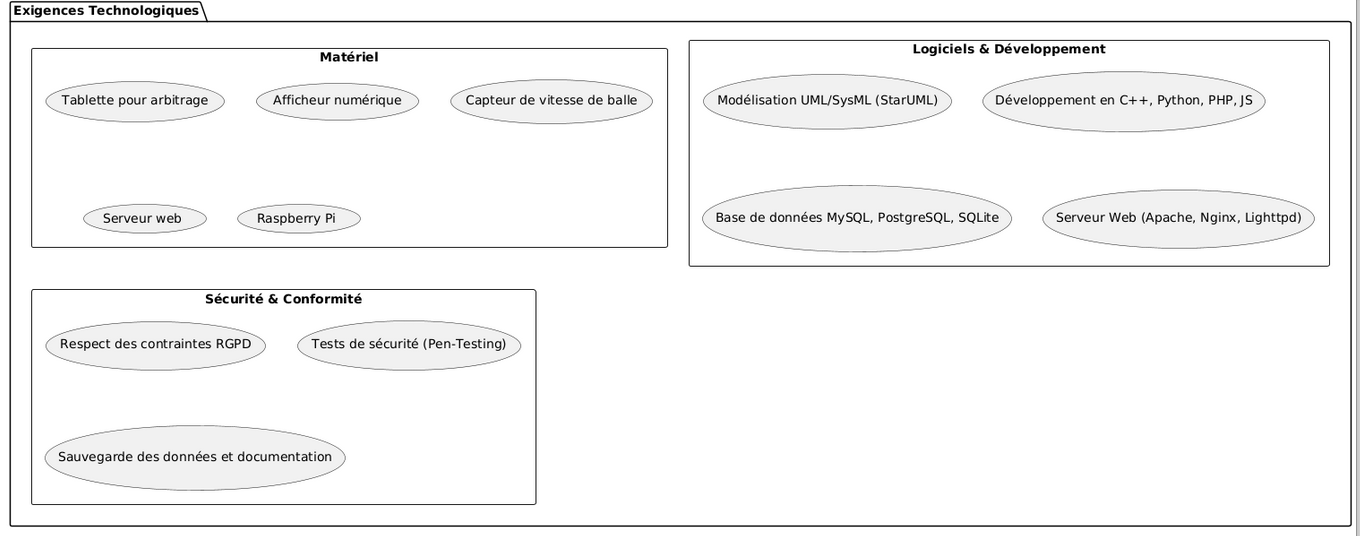 Exigences Technologiques
Matériel
Tablette pour arbitrage
Afficheur numérique
Capteur de vitesse de balle
Serveur web
Raspberry Pi
Logiciels & Développement
Modélisation UML/SysML (StarUML)
Développement en C++, Python, PHP, JS
Base de données MySQL, PostgreSQL, SQLite
Serveur Web (Apache, Nginx, Lighttpd)
Sécurité & Conformité
Respect des contraintes RGPD
Tests de sécurité (Pen-Testing)
Sauvegarde des données et documentation